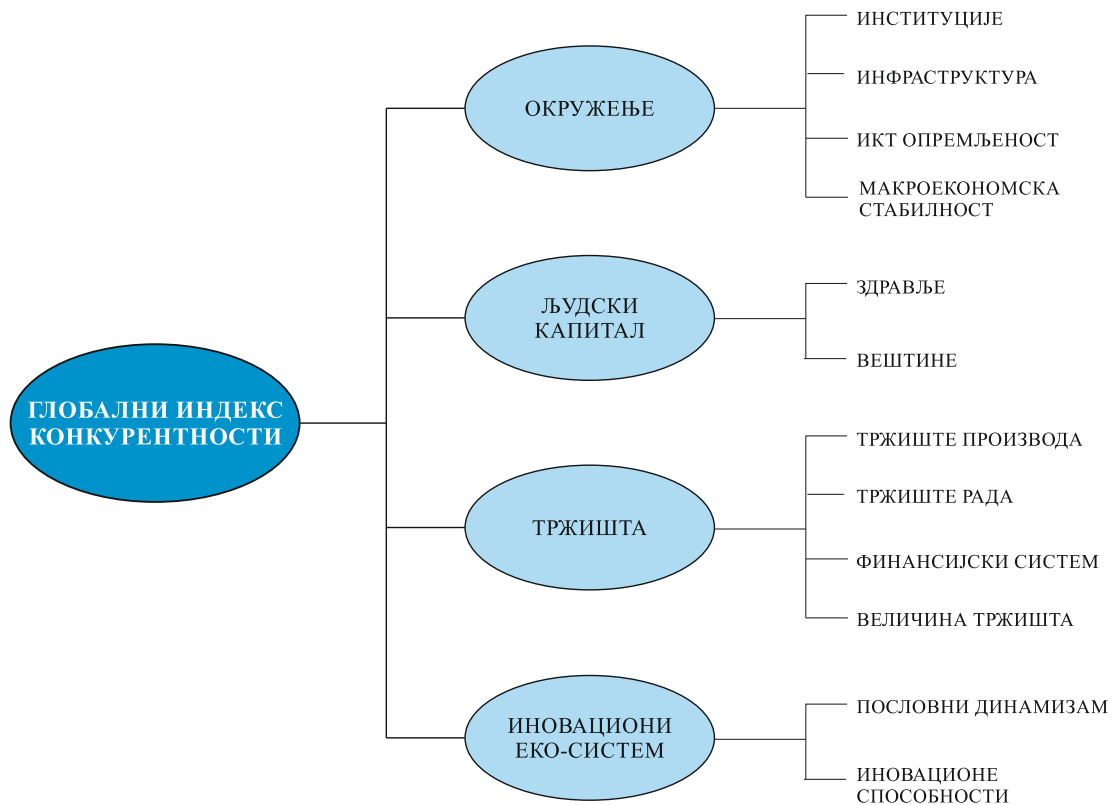 ГЛОБАЛНИ ИНДЕКС
КОНКУРЕНТНОСТИ
ОКРУЖЕЊЕ
ИНСТИТУЦИЈЕ
ИНФРАСТРУКТУРА
ИКТ ОПРЕМЉЕНОСТ
МАКРОЕКОНОМСКА
СТАБИЛНОСТ
ЉУДСКИ
КАПИТАЛ
ЗДРАВЉЕ
ВЕШТИНЕ
ТРЖИШТА
ТРЖИШТЕ ПРОИЗВОДА
ТРЖИШТЕ РАДА
ФИНАНСИЈСКИ СИСТЕМ
ВЕЛИЧИНА ТРЖИШТА
ИНОВАЦИОНИ
ЕКО-СИСТЕМ
ПОСЛОВНИ ДИНАМИЗАМ
ИНОВАЦИОНЕ
СПОСОБНОСТИ